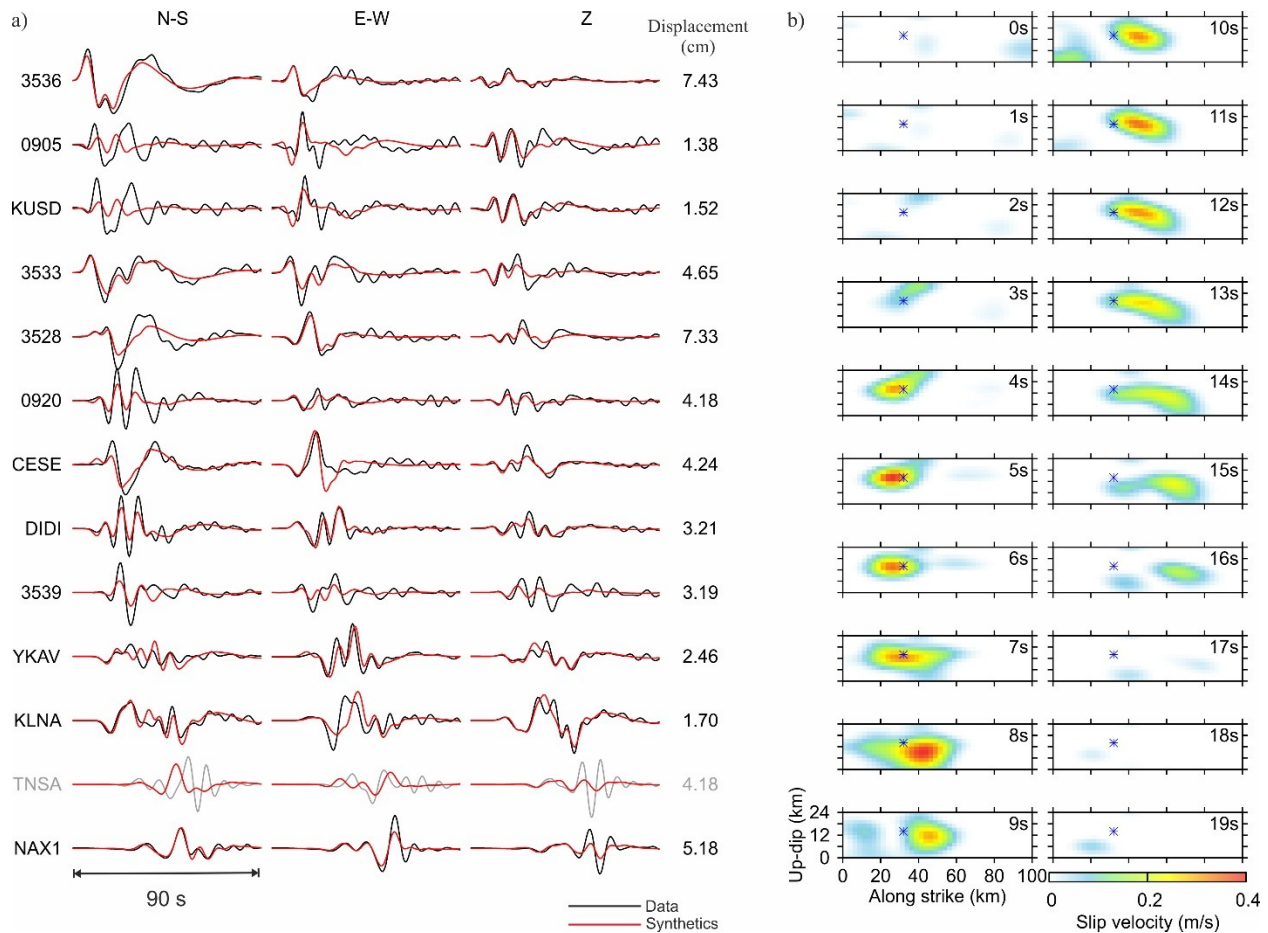 a)
N-S
E-W
Z
Displacement
(cm)
3536
7.43
0905
1.38
KUSD
1.52
3533
4.65
3528
7.33
0920
4.18
CESE
4.24
DIDI
3.21
3539
3.19
YKAV
2.46
KLNA
1.70
TNSA
4.18
NAX1
5.18
90 s
Data
Synthetics
b)
0s
10s
1s
11s
2s
12s
3s
13s
4s
14s
5s
15s
6s
16s
7s
17s
8s
18s
9s
19s
Up-dip (km)
24
12
0
0 20 40 60 80 100
Along strike (km)
0 0.2 0.4
Slip velocity (m/s)